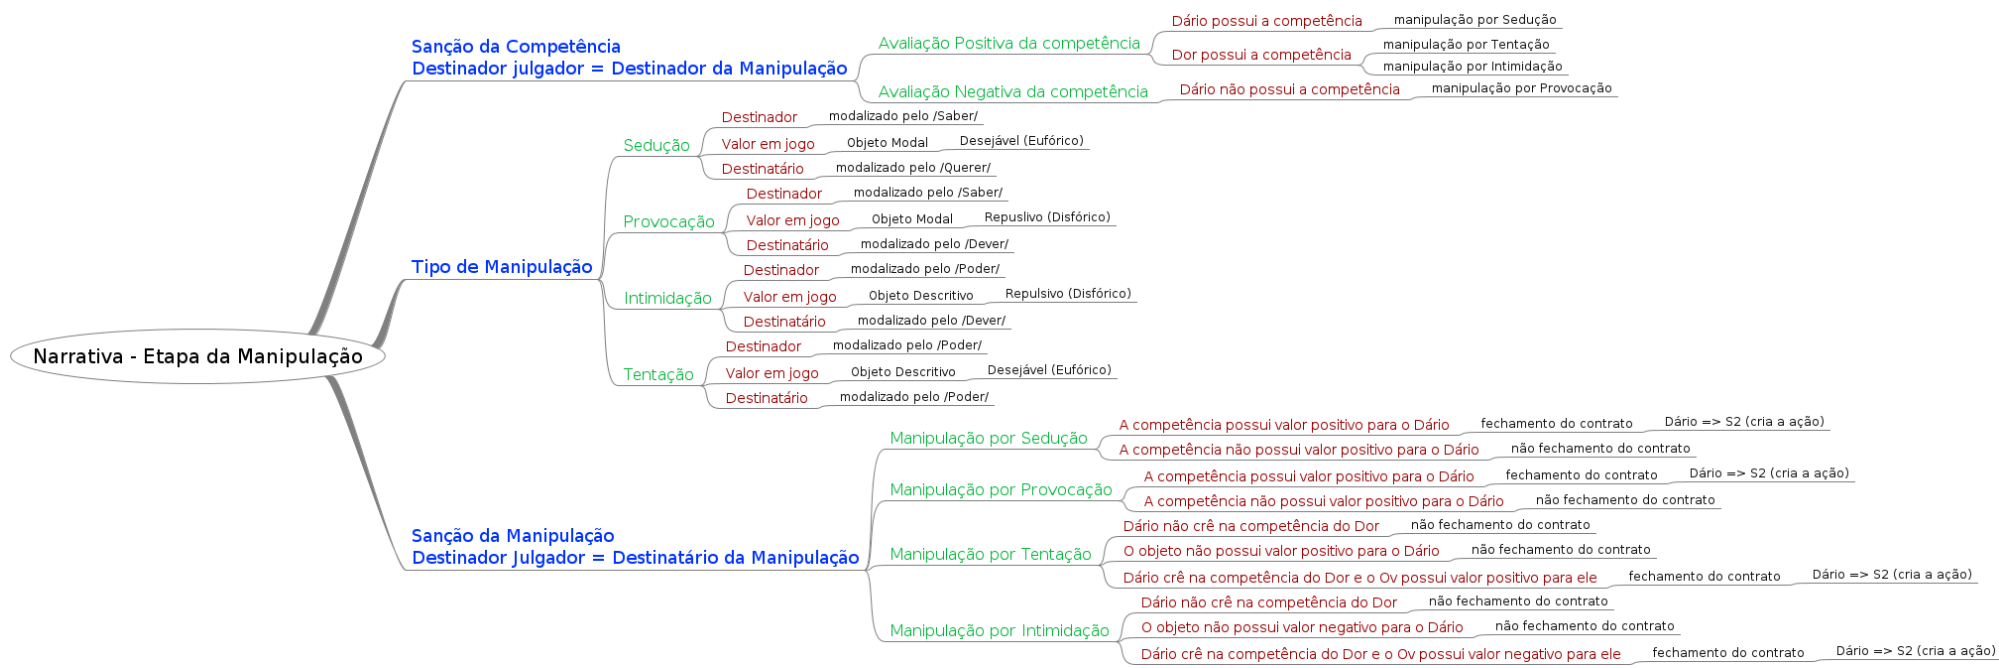 Narrativa - Etapa da Manipulação
Sanção da Competência
Destinador julgador = Destinador da Manipulação
Avaliação Positiva da competência
Dário possui a competência
manipulação por Sedução
Dor possui a competência
manipulação por Tentação
manipulação por Intimidação
Avaliação Negativa da competência
Dário não possui a competência
manipulação por Provocação
Tipo de Manipulação
Sedução
Destinador
modalizado pelo /Saber/
Valor em jogo
Objeto Modal
Desejável (Eufórico)
Destinatário
modalizado pelo /Querer/
Provocação
Destinador
modalizado pelo /Saber/
Valor em jogo
Objeto Modal
Repuslivo (Disfórico)
Destinatário
modalizado pelo /Dever/
Intimidação
Destinador
modalizado pelo /Poder/
Valor em jogo
Objeto Descritivo
Repulsivo (Disfórico)
Destinatário
modalizado pelo /Dever/
Tentação
Destinador
modalizado pelo /Poder/
Valor em jogo
Objeto Descritivo
Desejável (Eufórico)
Destinatário
modalizado pelo /Poder/
Sanção da Manipulação
Destinador Julgador = Destinatário da Manipulação
Manipulação por Sedução
A competência possui valor positivo para o Dário
fechamento do contrato
Dário => S2 (cria a ação)
A competência não possui valor positivo para o Dário
não fechamento do contrato
Manipulação por Provocação
A competência possui valor positivo para o Dário
fechamento do contrato
Dário => S2 (cria a ação)
A competência não possui valor positivo para o Dário
não fechamento do contrato
Manipulação por Tentação
Dário não crê na competência do Dor
não fechamento do contrato
O objeto não possui valor positivo para o Dário
não fechamento do contrato
Dário crê na competência do Dor e o Ov possui valor positivo para ele
fechamento do contrato
Dário => S2 (cria a ação)
Manipulação por Intimidação
Dário não crê na competência do Dor
não fechamento do contrato
O objeto não possui valor negativo para o Dário
não fechamento do contrato
Dário crê na competência do Dor e o Ov possui valor negativo para ele
fechamento do contrato
Dário => S2 (cria a ação)